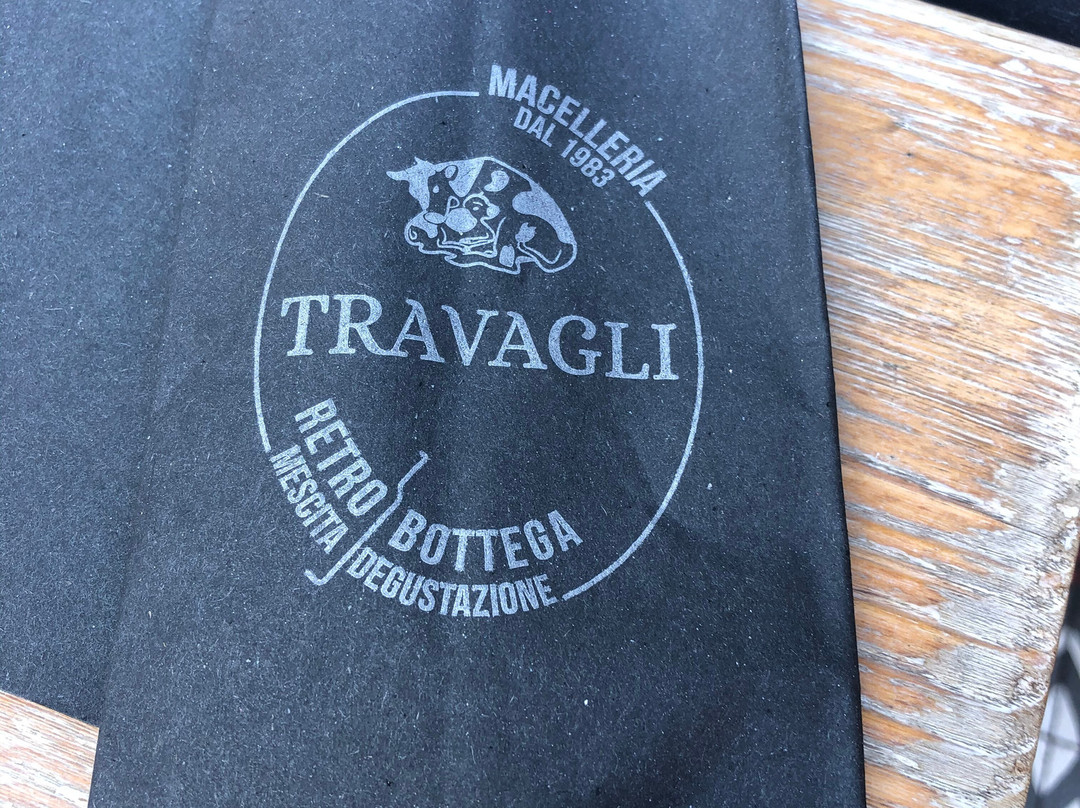 MACELLERIA
DAL 1983
TRAVAGLI
RETRO BOTTEGA
MESCITA DEGUSTAZIONE